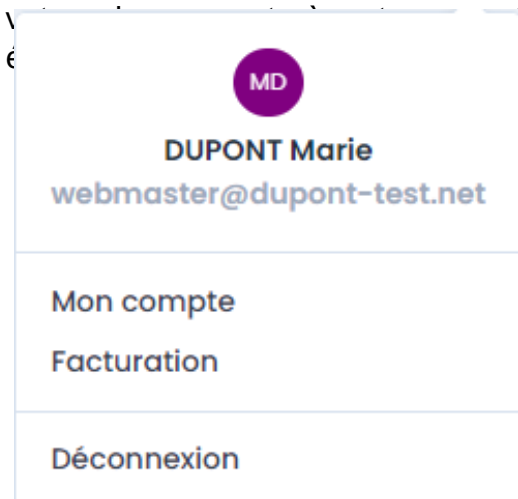 MD
DUPONT Marie
webmaster@dupont-test.net
Mon compte
Facturation
Déconnexion